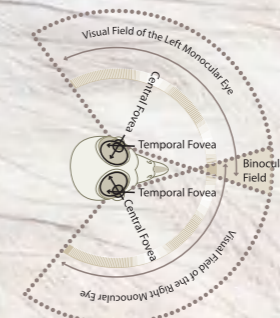 Visual Field of the Left Monocular Eye
Central Fovea
Temporal Fovea
Binocul
Field
Temporal Fovea
Central Fovea
Visual Field of the Right Monocular Eye